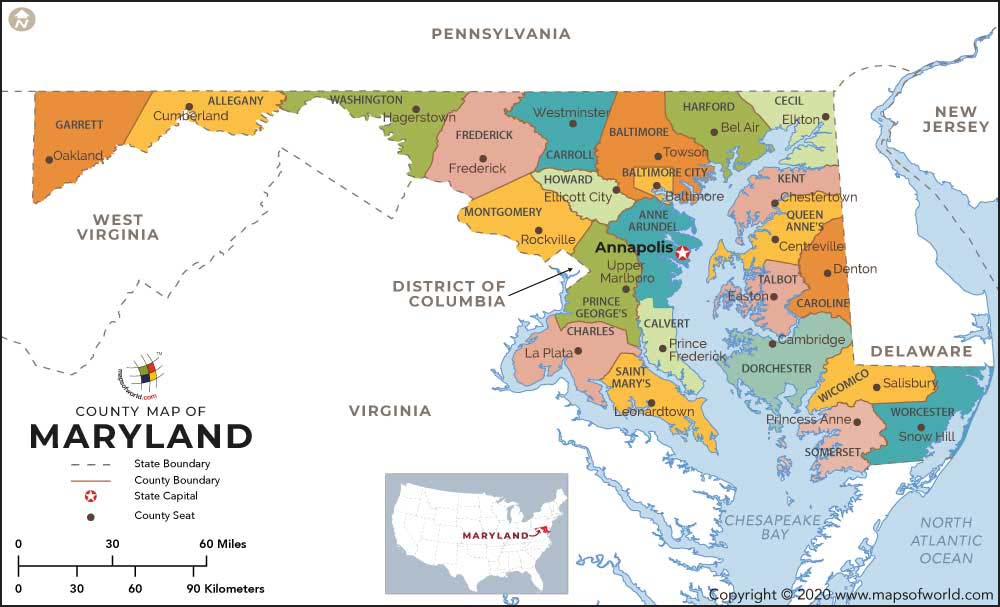 N
PENNSYLVANIA
GARRETT
Oakland
ALLEGANY
Cumberland
WASHINGTON
Hagerstown
FREDERICK
Frederick
Westminster
CARROLL
BALTIMORE
Towson
HARFORD
Bel Air
CECIL
Elkton
NEW
JERSEY
BALTIMORE CITY
Baltimore
HOWARD
Ellicott City
KENT
Chestertown
WEST
VIRGINIA
MONTGOMERY
Rockville
ANNE
ARUNDEL
Annapolis
QUEEN
ANNE'S
Centreville
DISTRICT OF
COLUMBIA
Upper
Marlboro
PRINCE
GEORGE'S
TALBOT
Easton
Denton
CAROLINE
CHARLES
La Plata
CALVERT
Prince
Frederick
Cambridge
DORCHESTER
DELAWARE
SAINT
MARY'S
Leonardtown
WICOMICO
Salisbury
VIRGINIA
Princess Anne
SOMERSET
WORCESTER
Snow Hill
mapsofworld.com
TM
COUNTY MAP OF
MARYLAND
State Boundary
County Boundary
State Capital
County Seat
0 30 60 Miles
0 30 60 90 Kilometers
MARYLAND
CHESAPEAKE
BAY
NORTH
ATLANTIC
OCEAN
Copyright © 2020 www.mapsofworld.com